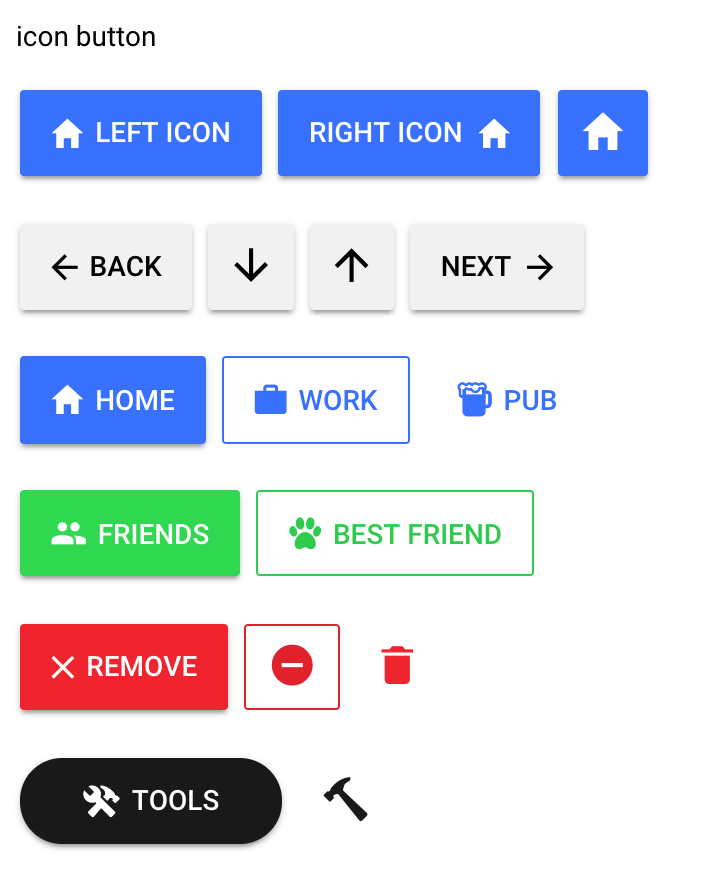 icon button
LEFT ICON RIGHT ICON
BACK NEXT
HOME WORK PUB
FRIENDS BEST FRIEND
REMOVE
TOOLS